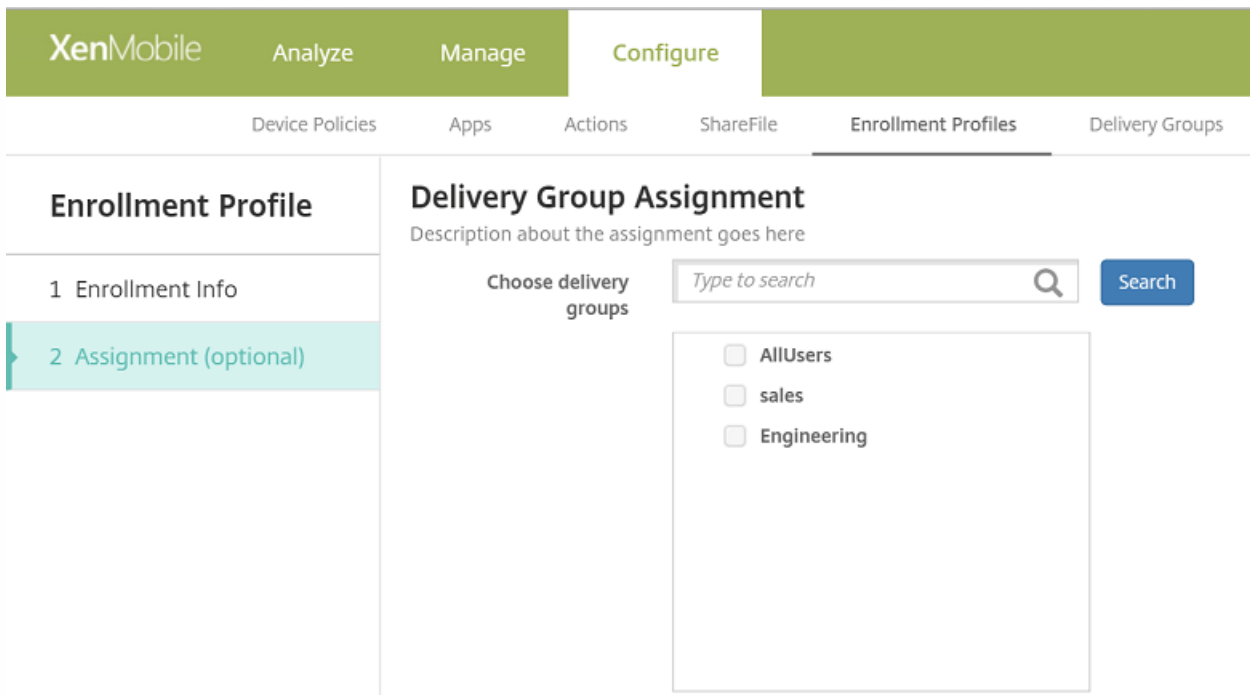 XenMobile Analyze Manage Configure
Device Policies Apps Actions ShareFile Enrollment Profiles Delivery Groups
Enrollment Profile
1 Enrollment Info
2 Assignment (optional)
Delivery Group Assignment
Description about the assignment goes here
Choose delivery
groups
Type to search
Search
AllUsers
sales
Engineering